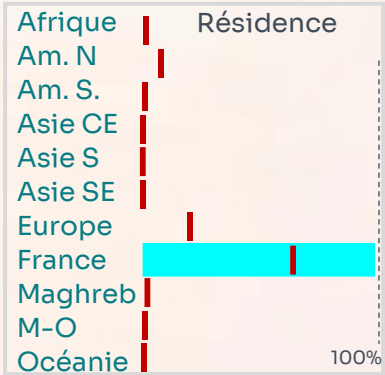 Résidence
Afrique
Am. N
Am. S.
Asie CE
Asie S
Asie SE
Europe
France
Maghreb
M-O
Océanie
100%